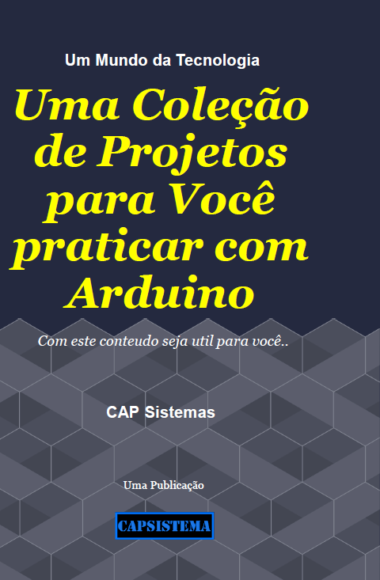 Um Mundo da Tecnologia
Uma Coleção
de Projetos
para Você
praticar com
Arduino
Com este conteudo seja util para você..
CAP Sistemas
Uma Publicação
CAPSISTEMA